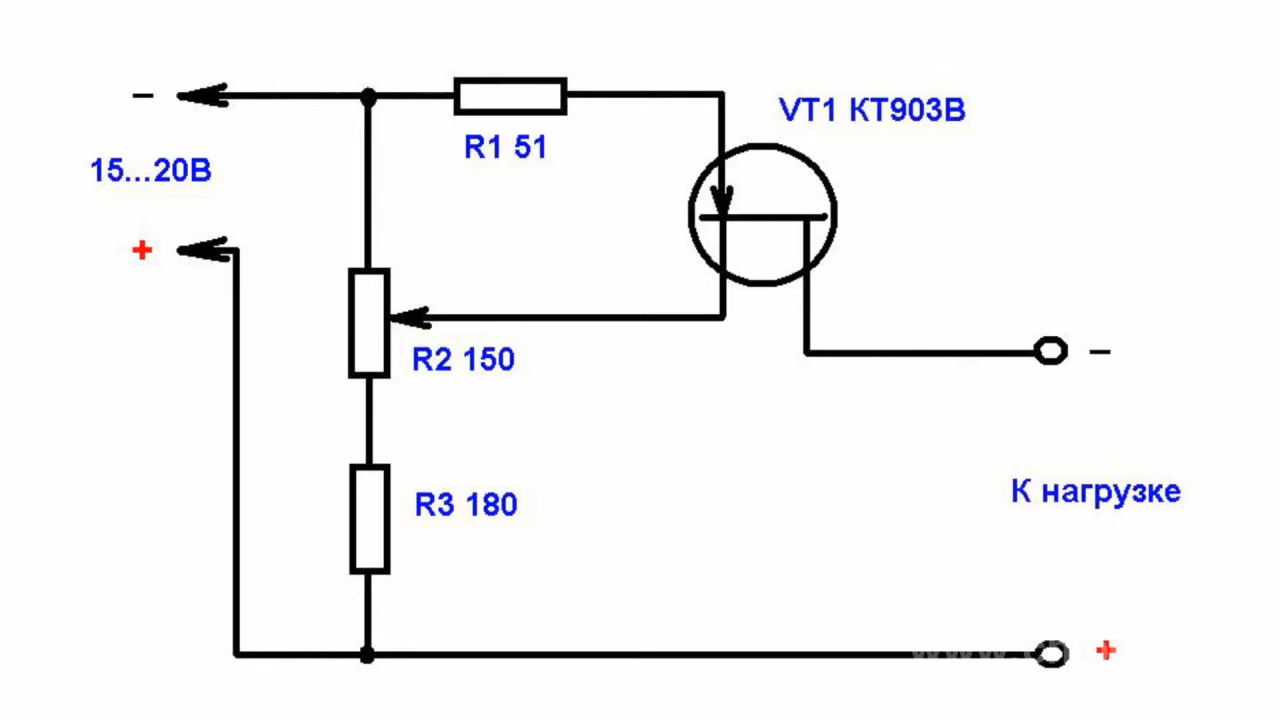 –
VT1 КТ903В
R1 51
15...20В
+
–
R2 150
К нагрузке
R3 180
+